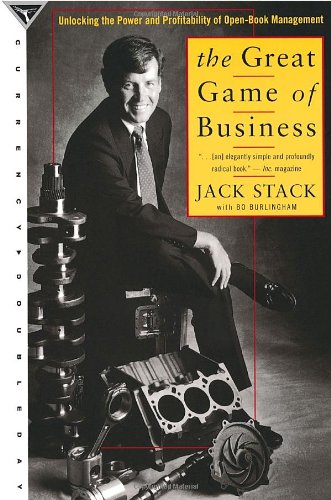 Unlocking the Power and Profitability of Open-Book Management
the Great
Game of
Business
". . . [an] elegantly simple and profoundly
radical book." — Inc. magazine
JACK STACK
with BO BURLINGHAM
CURRENCY DOUBLEDAY